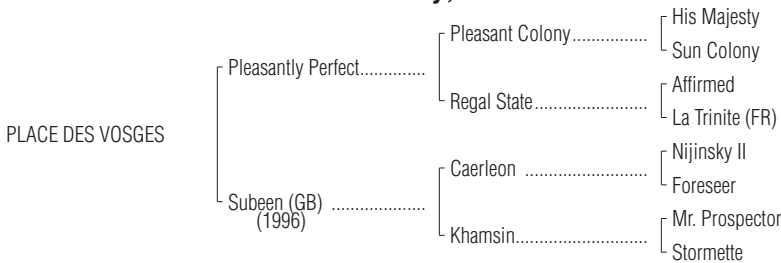 His Majesty
Pleasant Colony..................
Sun Colony
Pleasantly Perfect..............
Affirmed
Regal State...........................
La Trinite (FR)
PLACE DES VOSGES
Nijinsky II
Caerleon ..............................
Foreseer
Subeen (GB) ....................
(1996)
Mr. Prospector
Khamsin...............................
Stormette